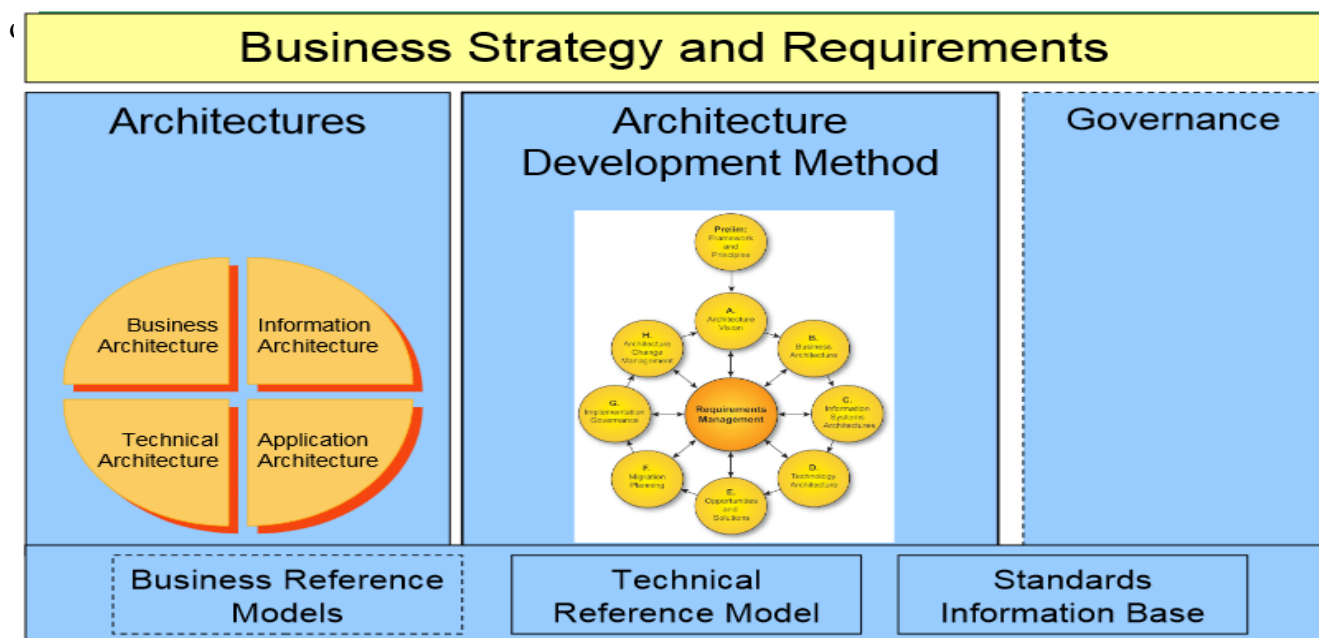 Business Strategy and Requirements
Architectures
Business
Architecture
Information
Architecture
Technical
Architecture
Application
Architecture
Architecture
Development Method
Prelim:
Framework
and
Principles
A.
Architecture
Vision
B.
Business
Architecture
C.
Information
Systems
Architectures
D.
Technology
Architecture
E.
Opportunities
and
Solutions
F.
Migration
Planning
G.
Implementation
Governance
H.
Architecture
Change
Management
Requirements
Management
Governance
Business Reference
Models
Technical
Reference Model
Standards
Information Base